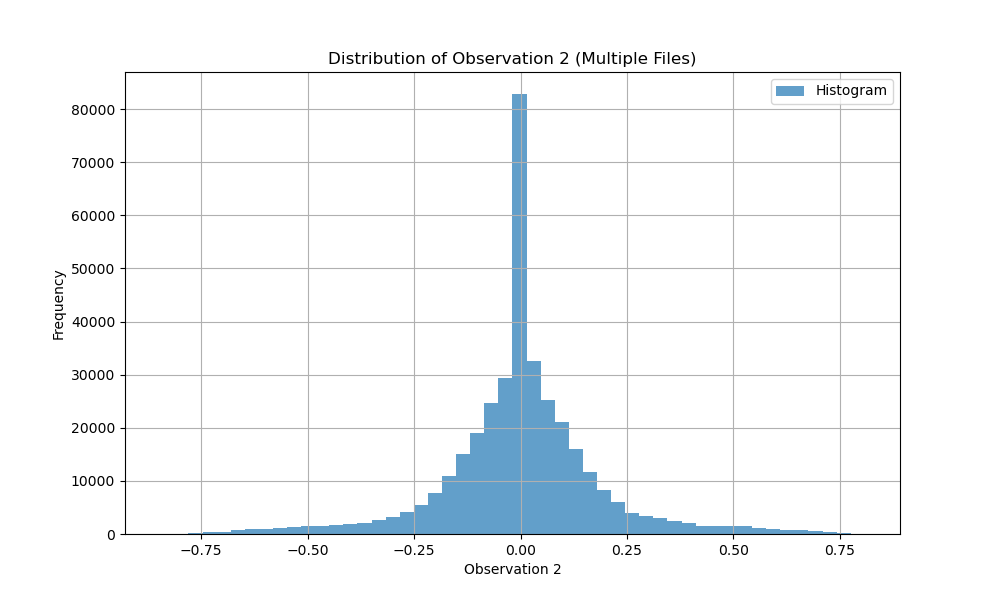 Distribution of Observation 2 (Multiple Files)
Histogram
80000
70000
60000
50000
40000
30000
20000
10000
0
Frequency
−0.75 −0.50 −0.25 0.00 0.25 0.50 0.75
Observation 2